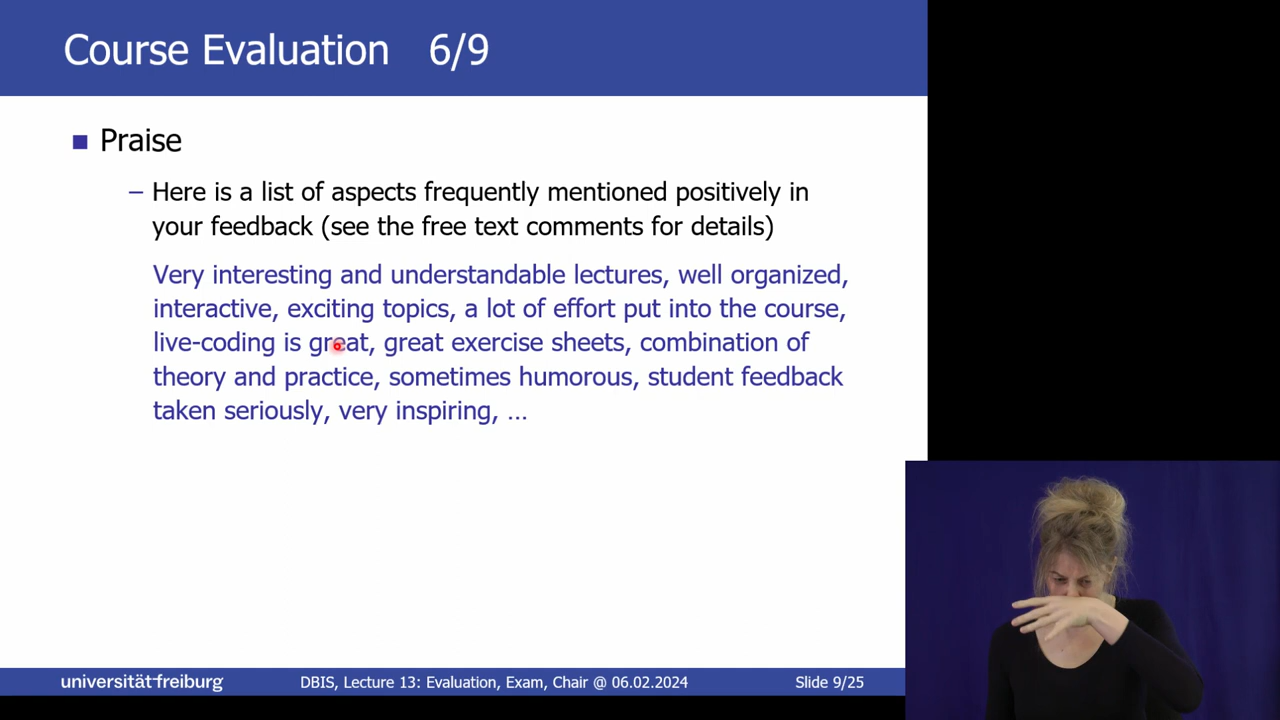 Course Evaluation 6/9
Praise
– Here is a list of aspects frequently mentioned positively in
your feedback (see the free text comments for details)
Very interesting and understandable lectures, well organized,
interactive, exciting topics, a lot of effort put into the course,
live-coding is great, great exercise sheets, combination of
theory and practice, sometimes humorous, student feedback
taken seriously, very inspiring, ...
universität freiburg
DBIS, Lecture 13: Evaluation, Exam, Chair @ 06.02.2024
Slide 9/25